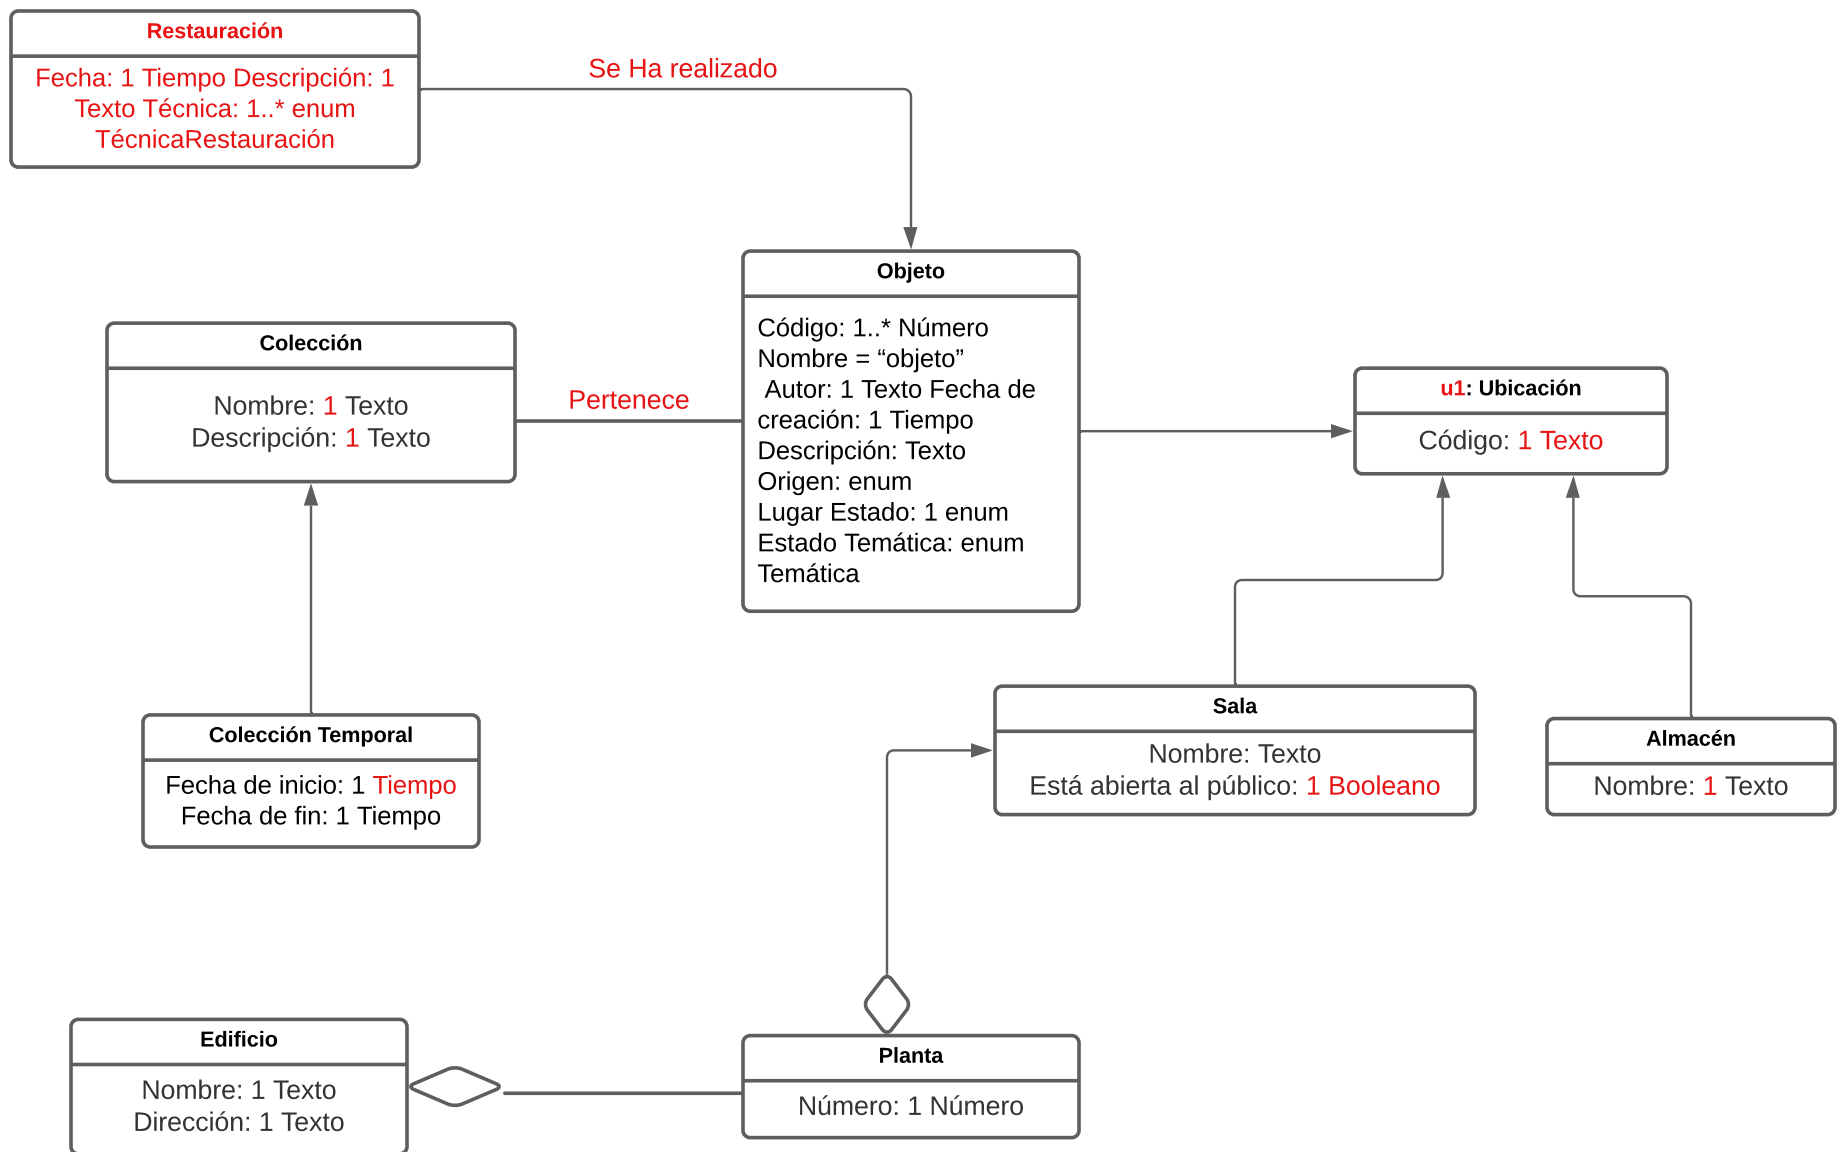 Restauración
Fecha: 1 Tiempo Descripción: 1
Texto Técnica: 1..* enum
TécnicaRestauración
Se Ha realizado
Objeto
Código: 1..* Número
Nombre = “objeto”
Autor: 1 Texto Fecha de
creación: 1 Tiempo
Descripción: Texto
Origen: enum
Lugar Estado: 1 enum
Estado Temática: enum
Temática
Colección
Nombre: 1 Texto
Descripción: 1 Texto
Pertenece
u1: Ubicación
Código: 1 Texto
Colección Temporal
Fecha de inicio: 1 Tiempo
Fecha de fin: 1 Tiempo
Sala
Nombre: Texto
Está abierta al público: 1 Booleano
Almacén
Nombre: 1 Texto
Edificio
Nombre: 1 Texto
Dirección: 1 Texto
Planta
Número: 1 Número